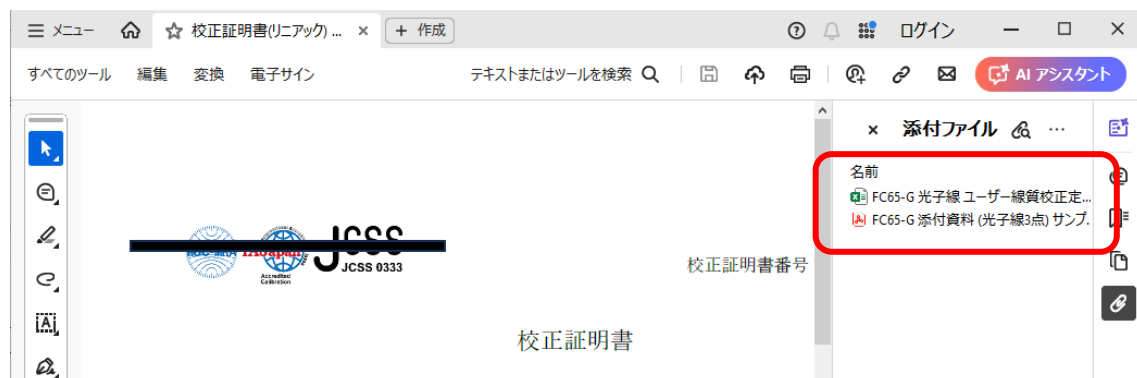 メニュー
校正証明書(リニアック) ...
+ 作成
ログイン
すべてのツール 編集 変換 電子サイン
テキストまたはツールを検索
AI アシスタント
添付ファイル
名前
FC65-G 光子線 ユーザー線質校正定...
FC65-G 添付資料 (光子線3点) サンプ.
JCSS
JCSS 0333
Accredited
Calibration
校正証明書番号
校正証明書